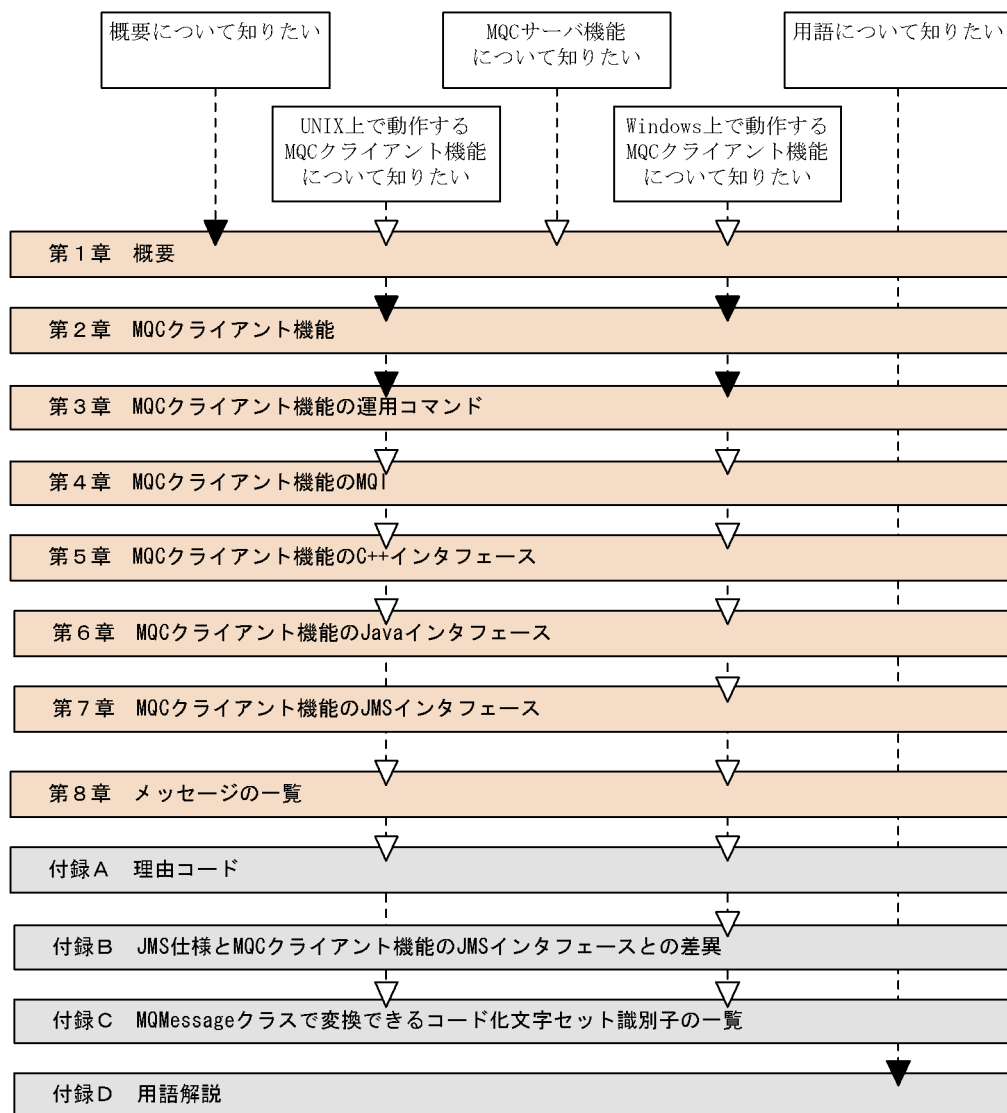 概要について知りたい
MQCサーバ機能
について知りたい
用語について知りたい
UNIX上で動作する
MQCクライアント機能
について知りたい
Windows上で動作する
MQCクライアント機能
について知りたい
第１章　概要
第２章　MQCクライアント機能
第３章　MQCクライアント機能の運用コマンド
第４章　MQCクライアント機能のMQI
第５章　MQCクライアント機能のC++インタフェース
第６章　MQCクライアント機能のJavaインタフェース
第７章　MQCクライアント機能のJMSインタフェース
第８章　メッセージの一覧
付録Ａ　理由コード
付録Ｂ　JMS仕様とMQCクライアント機能のJMSインタフェースとの差異
付録Ｃ　MQMessageクラスで変換できるコード化文字セット識別子の一覧
付録Ｄ　用語解説